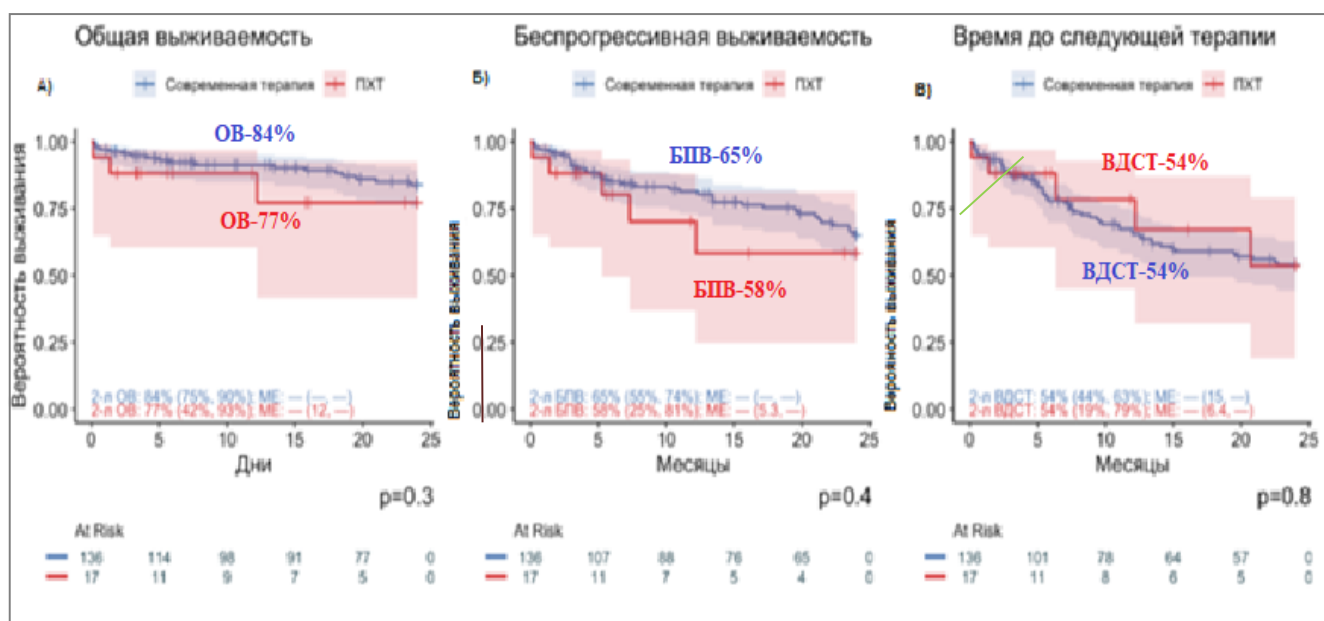 Общая выживаемость
А)
Современная терапия ПХТ
ОВ-84%
ОВ-77%
Вероятность выживания
1.00
0.75
0.50
0.25
0.00
2-л ОВ: 84% (75%, 90%); МЕ: — (—, —)
2-л ОВ: 77% (42%, 93%); МЕ: — (12, —)
0 5 10 15 20 25
Дни
p=0.3
At Risk
136 114 98 91 77 0
17 11 9 7 5 0
Беспрогрессивная выживаемость
Б)
Современная терапия ПХТ
БПВ-65%
БПВ-58%
Вероятность выживания
1.00
0.75
0.50
0.25
0.00
2-л БПВ: 65% (55%, 74%); МЕ: — (—, —)
2-л БПВ: 58% (25%, 81%); МЕ: — (5.3, —)
0 5 10 15 20 25
Месяцы
p=0.4
At Risk
136 107 88 76 65 0
17 11 7 5 4 0
Время до следующей терапии
В)
Современная терапия ПХТ
ВДСТ-54%
ВДСТ-54%
1.00
0.75
0.50
0.25
0.00
2-л ВДСТ: 54% (44%, 63%); МЕ: — (15, —)
2-л ВДСТ: 54% (19%, 79%); МЕ: — (6.4, —)
0 5 10 15 20 25
Месяцы
p=0.8
At Risk
136 101 78 64 57 0
17 11 8 6 5 0